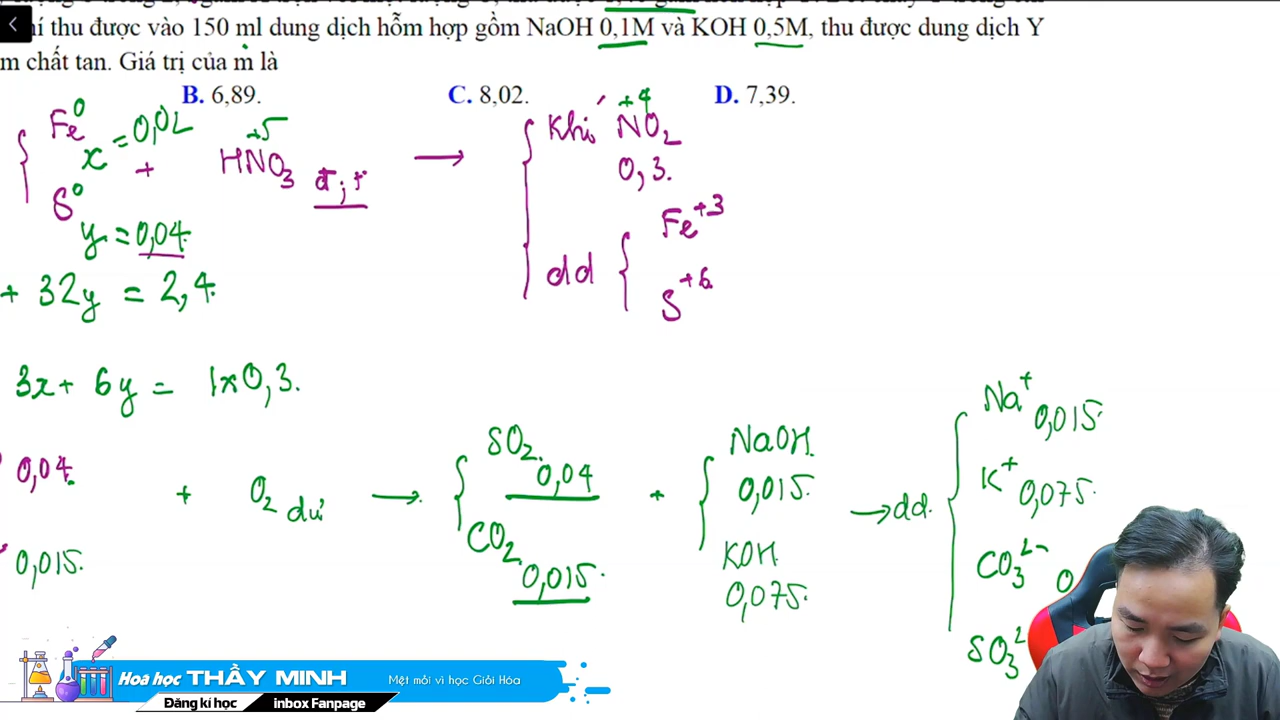 hí thu được vào 150 ml dung dịch hỗn hợp gồm NaOH 0,1M và KOH 0,5M, thu được dung dịch Y
m chất tan. Giá trị của m là
B. 6,89. C. 8,02. D. 7,39.
Fe⁰ x = 0,02
+ HNO₃ +5 đ, t
S⁰ y = 0,04
→ Khí NO₂ +4
0,3.
dd Fe+3
S+6
+ 32y = 2,4
3x + 6y = 1x0,3.
0,04. + O₂ dư → SO₂ 0,04 + NaOH 0,015 → dd Na+ 0,015
K+ 0,075
0,015. CO₂ 0,015. KOH 0,075. CO₃²⁻ 0
SO₃²
Hoá học THẦY MINH
Mệt mỏi vì học Giỏi Hóa
Đăng kí học inbox Fanpage